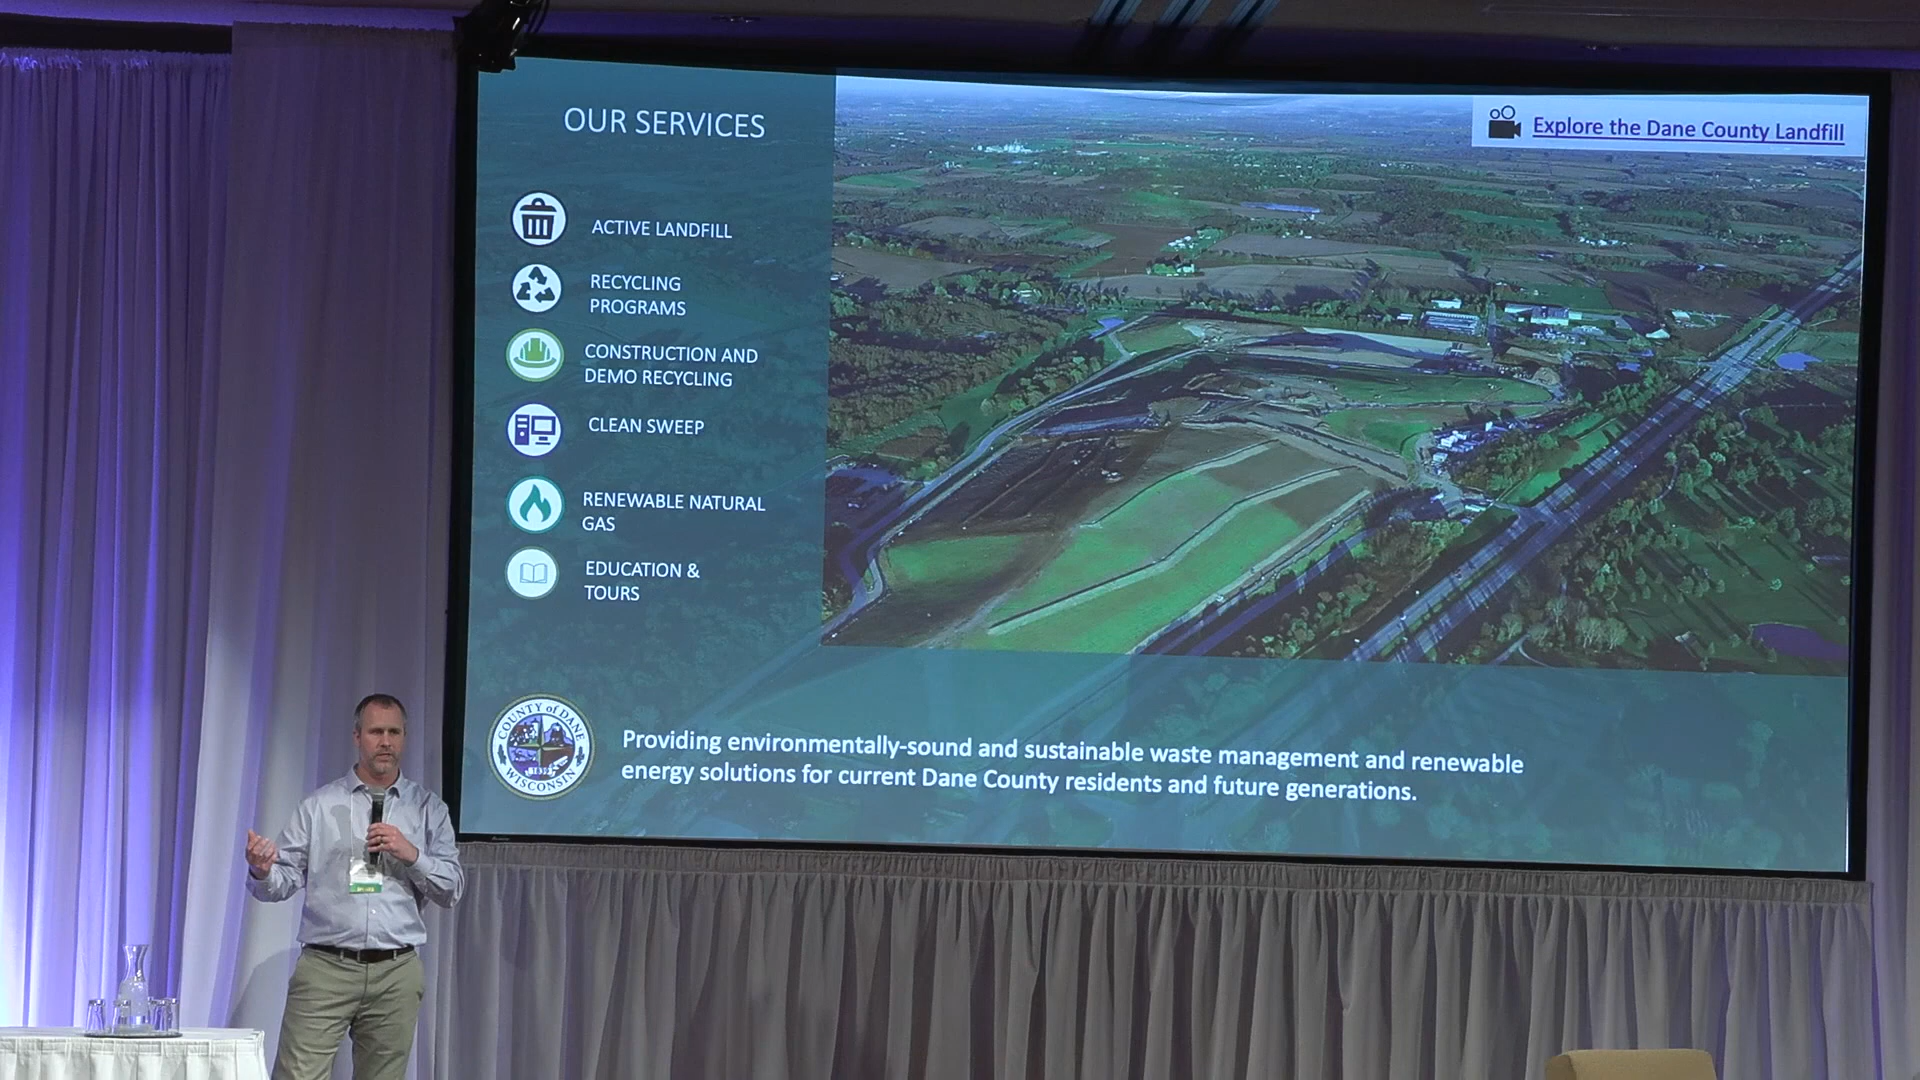 OUR SERVICES
Explore the Dane County Landfill
ACTIVE LANDFILL
RECYCLING
PROGRAMS
CONSTRUCTION AND
DEMO RECYCLING
CLEAN SWEEP
RENEWABLE NATURAL
GAS
EDUCATION &
TOURS
COUNTY of DANE
WISCONSIN
Providing environmentally-sound and sustainable waste management and renewable
energy solutions for current Dane County residents and future generations.